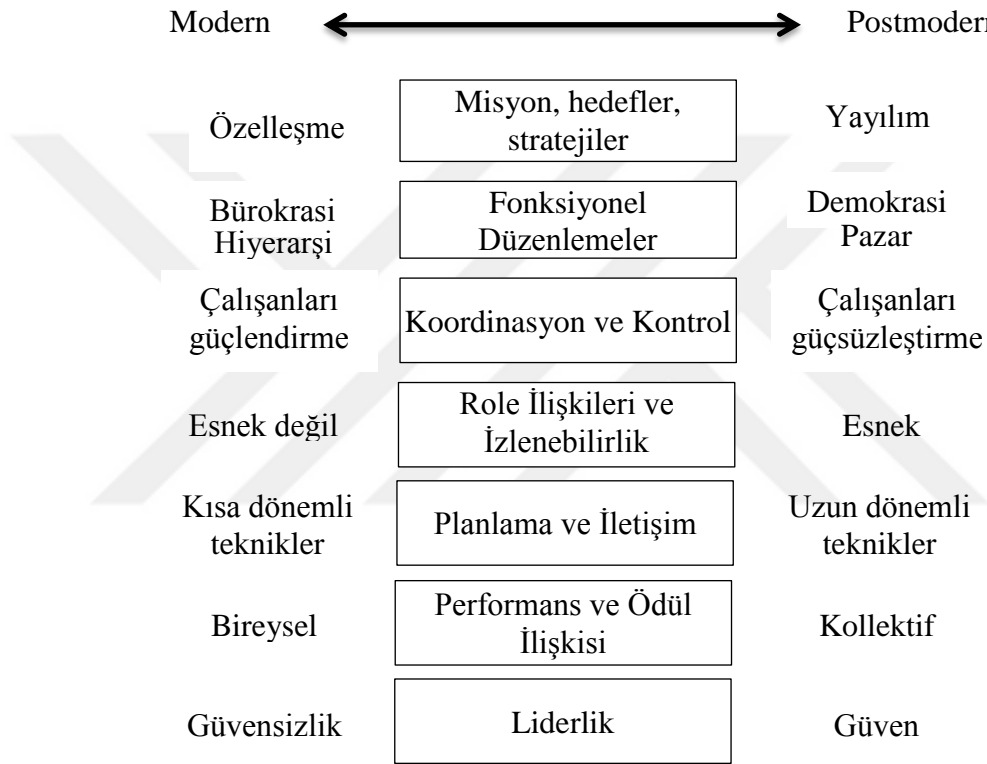 Modern Postmodern
Özelleşme
Misyon, hedefler,
stratejiler
Yayılım
Bürokrasi
Hiyerarşi
Fonksiyonel
Düzenlemeler
Demokrasi
Pazar
Çalışanları
güçlendirme
Koordinasyon ve Kontrol
Çalışanları
güçsüzleştirme
Esnek değil
Role İlişkileri ve
İzlenebilirlik
Esnek
Kısa dönemli
teknikler
Planlama ve İletişim
Uzun dönemli
teknikler
Bireysel
Performans ve Ödül
İlişkisi
Kollektif
Güvensizlik
Liderlik
Güven